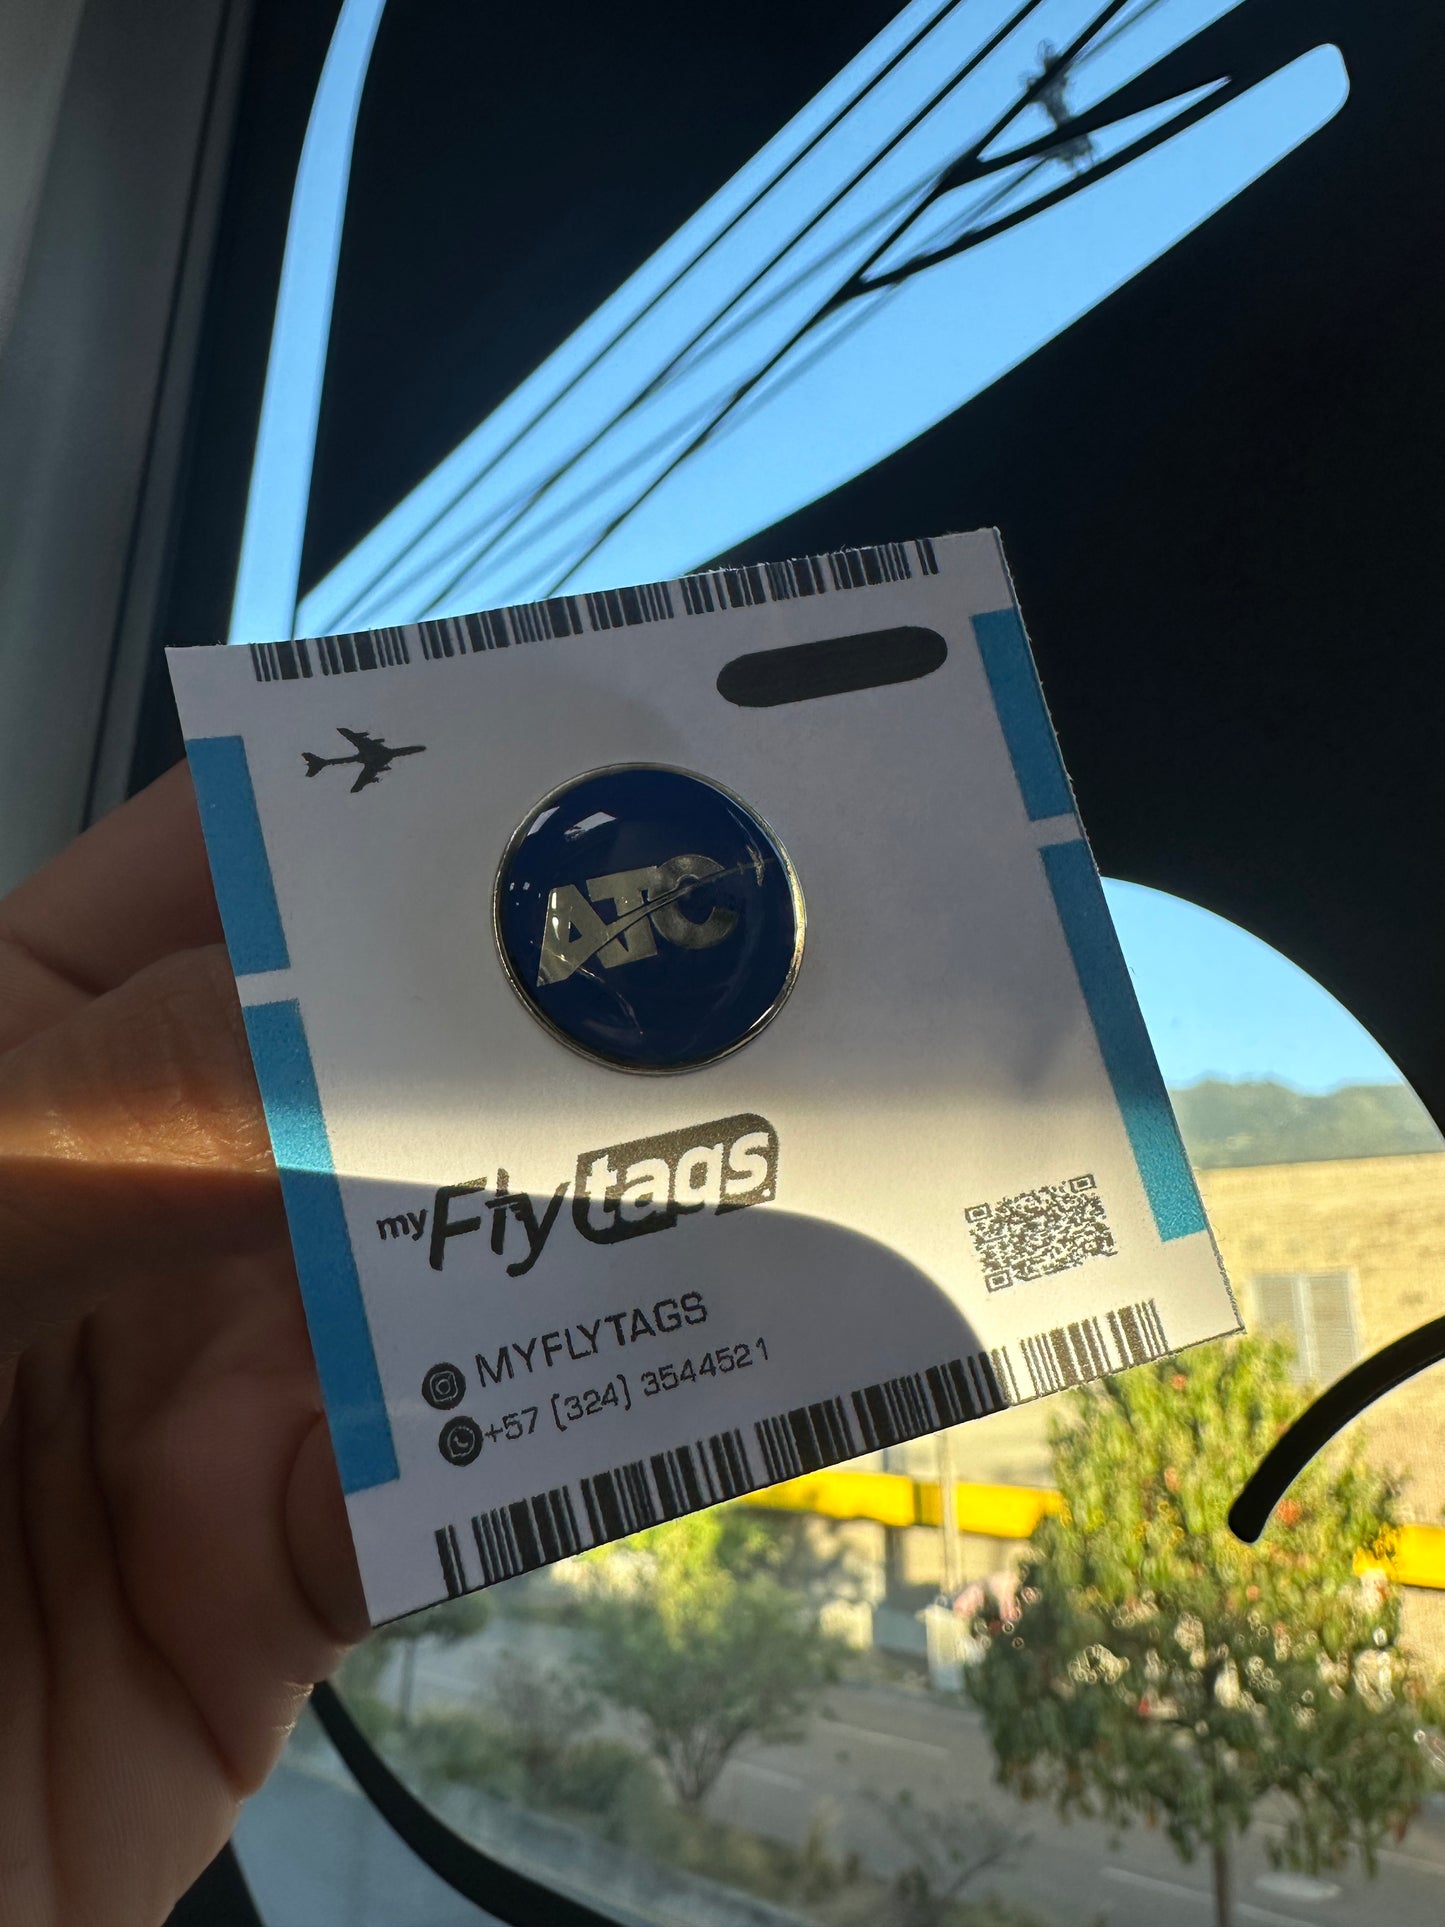 ATC
myFlytags
MYFLYTAGS
+57 (324) 3544521